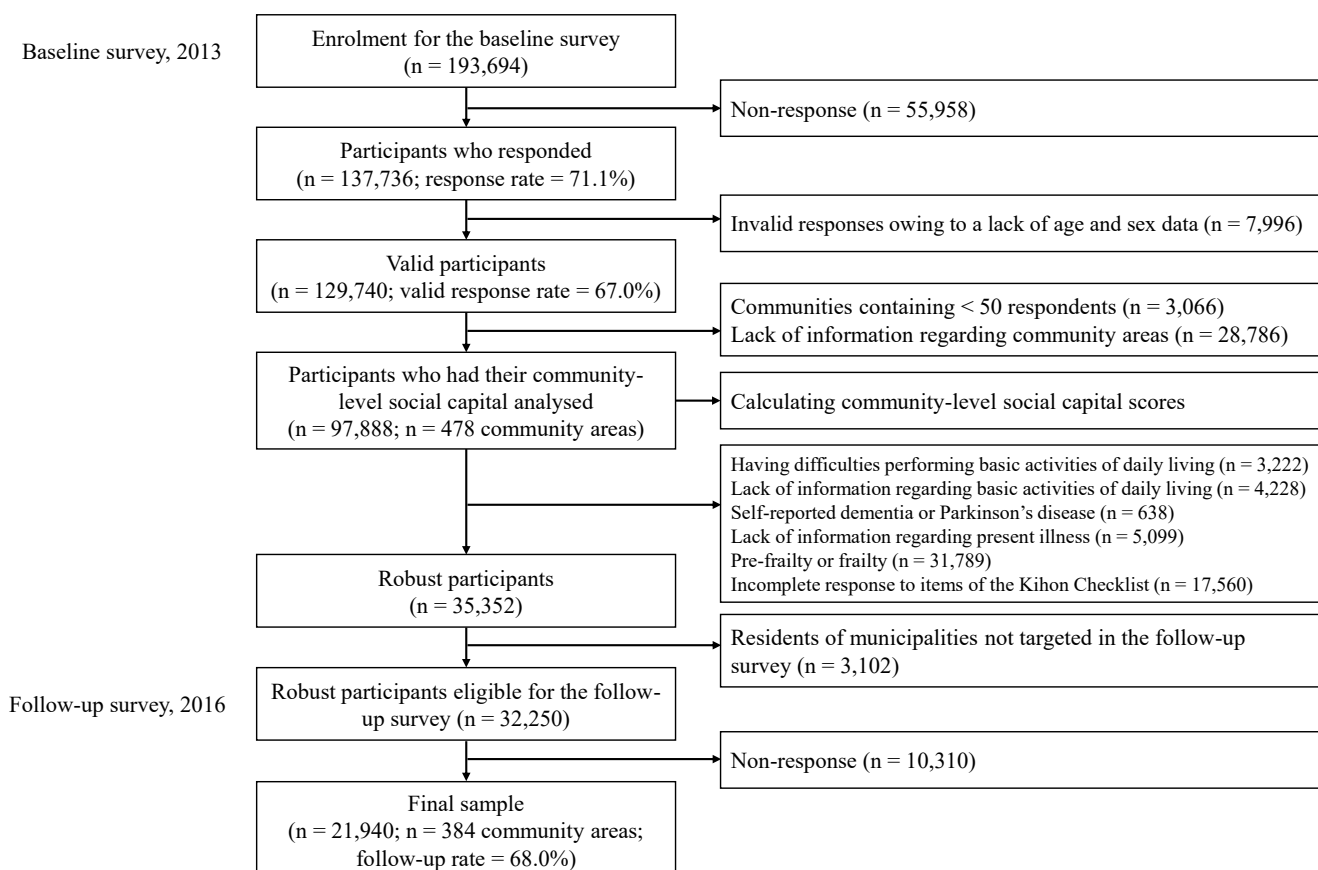 Baseline survey, 2013
Enrolment for the baseline survey
(n = 193,694)
Non-response (n = 55,958)
Participants who responded
(n = 137,736; response rate = 71.1%)
Invalid responses owing to a lack of age and sex data (n = 7,996)
Valid participants
(n = 129,740; valid response rate = 67.0%)
Communities containing < 50 respondents (n = 3,066)
Lack of information regarding community areas (n = 28,786)
Participants who had their community-
level social capital analysed
(n = 97,888; n = 478 community areas)
Calculating community-level social capital scores
Having difficulties performing basic activities of daily living (n = 3,222)
Lack of information regarding basic activities of daily living (n = 4,228)
Self-reported dementia or Parkinson’s disease (n = 638)
Lack of information regarding present illness (n = 5,099)
Pre-frailty or frailty (n = 31,789)
Incomplete response to items of the Kihon Checklist (n = 17,560)
Robust participants
(n = 35,352)
Residents of municipalities not targeted in the follow-up
survey (n = 3,102)
Follow-up survey, 2016
Robust participants eligible for the follow-
up survey (n = 32,250)
Non-response (n = 10,310)
Final sample
(n = 21,940; n = 384 community areas;
follow-up rate = 68.0%)